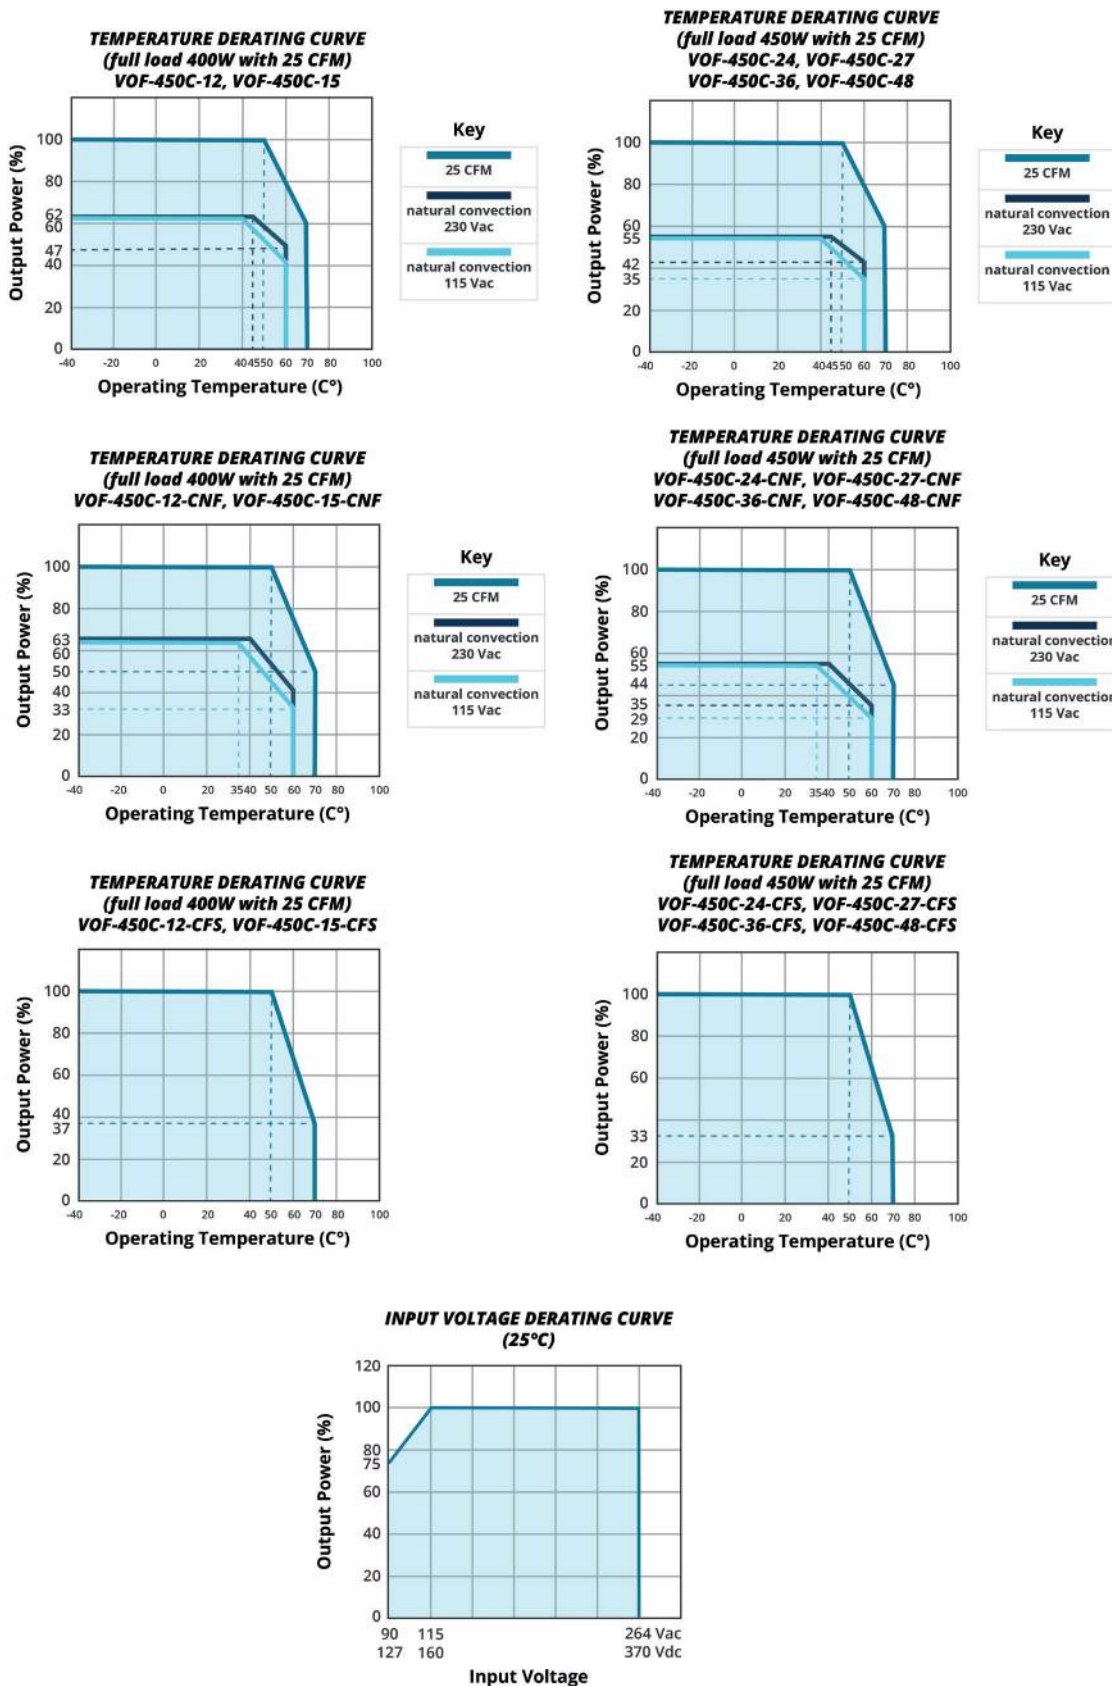 TEMPERATURE DERATING CURVE
(full load 400W with 25 CFM)
VOF-450C-12, VOF-450C-15
Output Power (%)
100
80
62
60
47
40
20
0
-40 -20 0 20 40 45 50 60 70 80 100
Operating Temperature (C°)
Key
25 CFM
natural convection
230 Vac
natural convection
115 Vac
TEMPERATURE DERATING CURVE
(full load 450W with 25 CFM)
VOF-450C-24, VOF-450C-27
VOF-450C-36, VOF-450C-48
Output Power (%)
100
80
60
55
42
35
20
0
-40 -20 0 20 40 45 50 60 70 80 100
Operating Temperature (C°)
Key
25 CFM
natural convection
230 Vac
natural convection
115 Vac
TEMPERATURE DERATING CURVE
(full load 400W with 25 CFM)
VOF-450C-12-CNF, VOF-450C-15-CNF
Output Power (%)
100
80
63
60
50
40
33
20
0
-40 -20 0 20 35 40 50 60 70 80 100
Operating Temperature (C°)
Key
25 CFM
natural convection
230 Vac
natural convection
115 Vac
TEMPERATURE DERATING CURVE
(full load 450W with 25 CFM)
VOF-450C-24-CNF, VOF-450C-27-CNF
VOF-450C-36-CNF, VOF-450C-48-CNF
Output Power (%)
100
80
60
55
44
35
29
20
0
-40 -20 0 20 35 40 50 60 70 80 100
Operating Temperature (C°)
Key
25 CFM
natural convection
230 Vac
natural convection
115 Vac
TEMPERATURE DERATING CURVE
(full load 400W with 25 CFM)
VOF-450C-12-CFS, VOF-450C-15-CFS
Output Power (%)
100
80
60
40
37
20
0
-40 -20 0 20 40 50 60 70 80 100
Operating Temperature (C°)
TEMPERATURE DERATING CURVE
(full load 450W with 25 CFM)
VOF-450C-24-CFS, VOF-450C-27-CFS
VOF-450C-36-CFS, VOF-450C-48-CFS
Output Power (%)
100
80
60
33
20
0
-40 -20 0 20 40 50 60 70 80 100
Operating Temperature (C°)
INPUT VOLTAGE DERATING CURVE
(25°C)
Output Power (%)
120
100
80
75
60
40
20
0
90 115 264 Vac
127 160 370 Vdc
Input Voltage